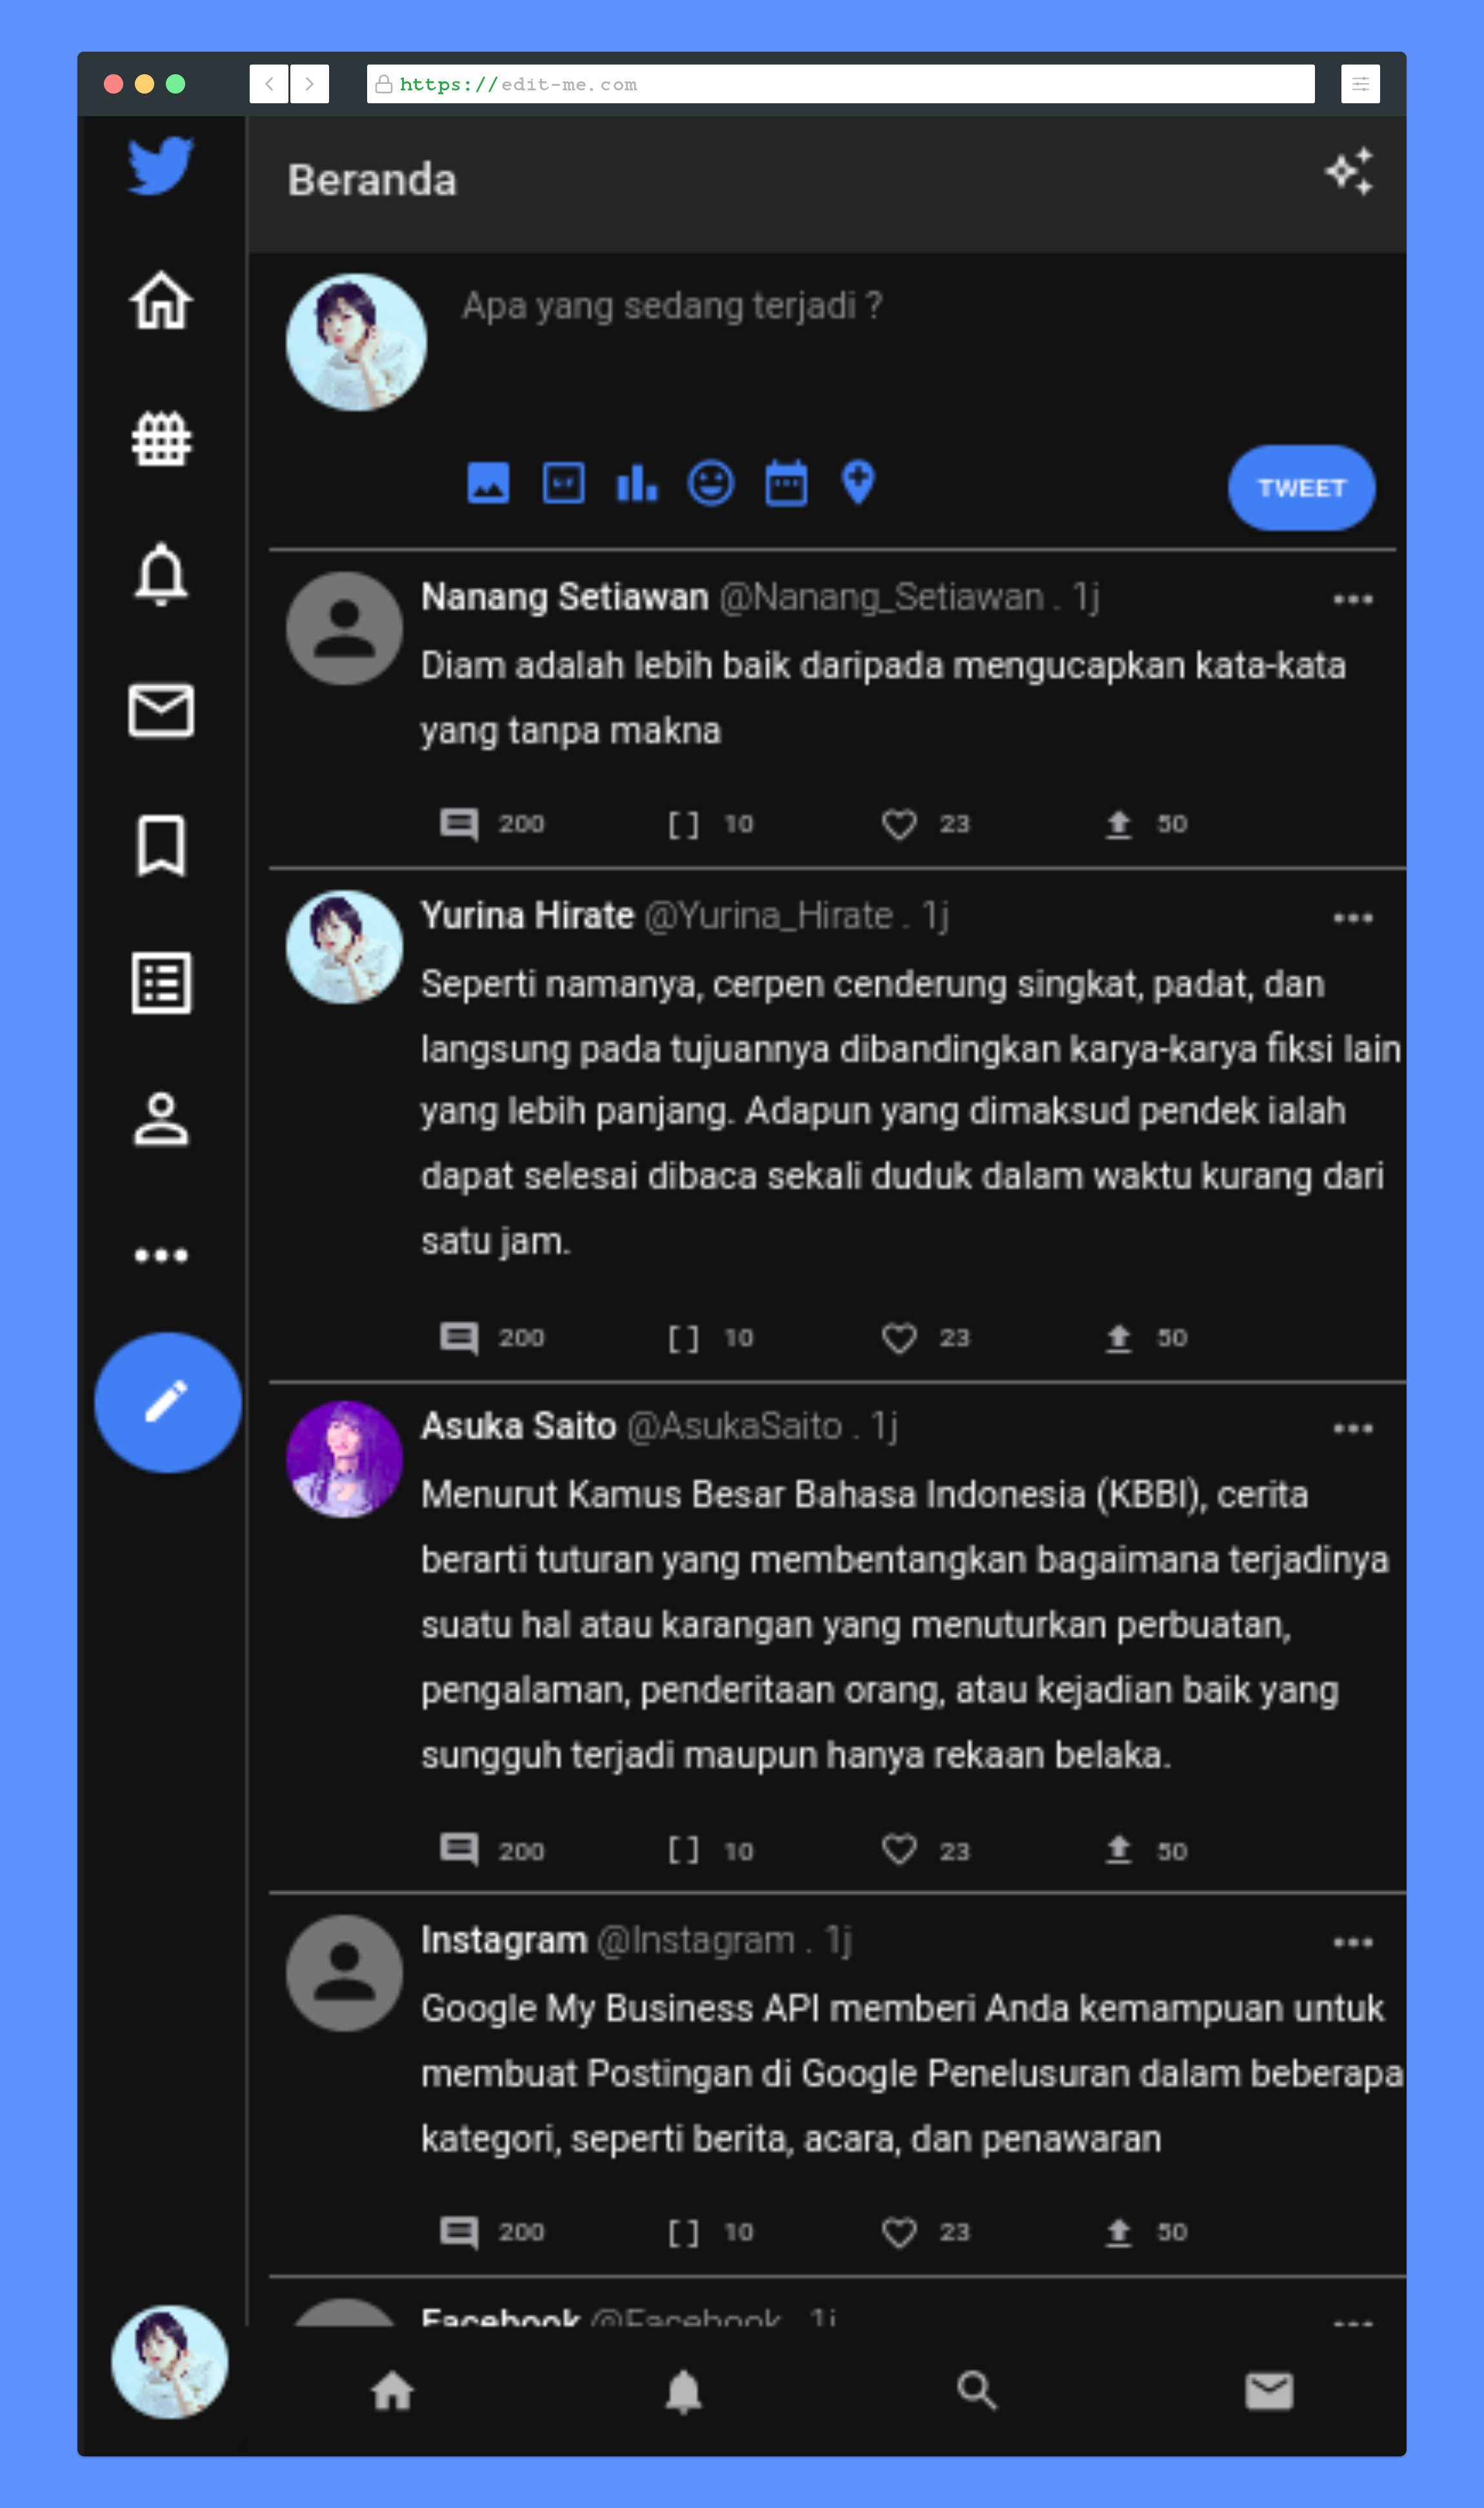 https://edit-me.com
Beranda
Apa yang sedang terjadi ?
TWEET
Nanang Setiawan @Nanang_Setiawan . 1j
Diam adalah lebih baik daripada mengucapkan kata-kata
yang tanpa makna
200 10 23 50
Yurina Hirate @Yurina_Hirate . 1j
Seperti namanya, cerpen cenderung singkat, padat, dan
langsung pada tujuannya dibandingkan karya-karya fiksi lain
yang lebih panjang. Adapun yang dimaksud pendek ialah
dapat selesai dibaca sekali duduk dalam waktu kurang dari
satu jam.
200 10 23 50
Asuka Saito @AsukaSaito . 1j
Menurut Kamus Besar Bahasa Indonesia (KBBI), cerita
berarti tuturan yang membentangkan bagaimana terjadinya
suatu hal atau karangan yang menuturkan perbuatan,
pengalaman, penderitaan orang, atau kejadian baik yang
sungguh terjadi maupun hanya rekaan belaka.
200 10 23 50
Instagram @Instagram . 1j
Google My Business API memberi Anda kemampuan untuk
membuat Postingan di Google Penelusuran dalam beberapa
kategori, seperti berita, acara, dan penawaran
200 10 23 50
Facebook @Facebook . 1j